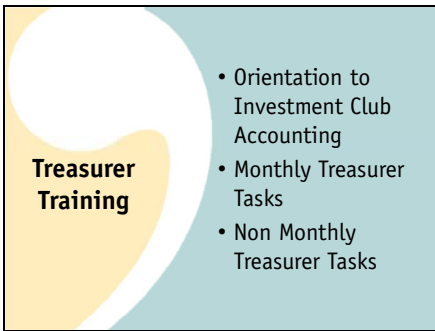 Treasurer
Training
• Orientation to
Investment Club
Accounting
• Monthly Treasurer
Tasks
• Non Monthly
Treasurer Tasks